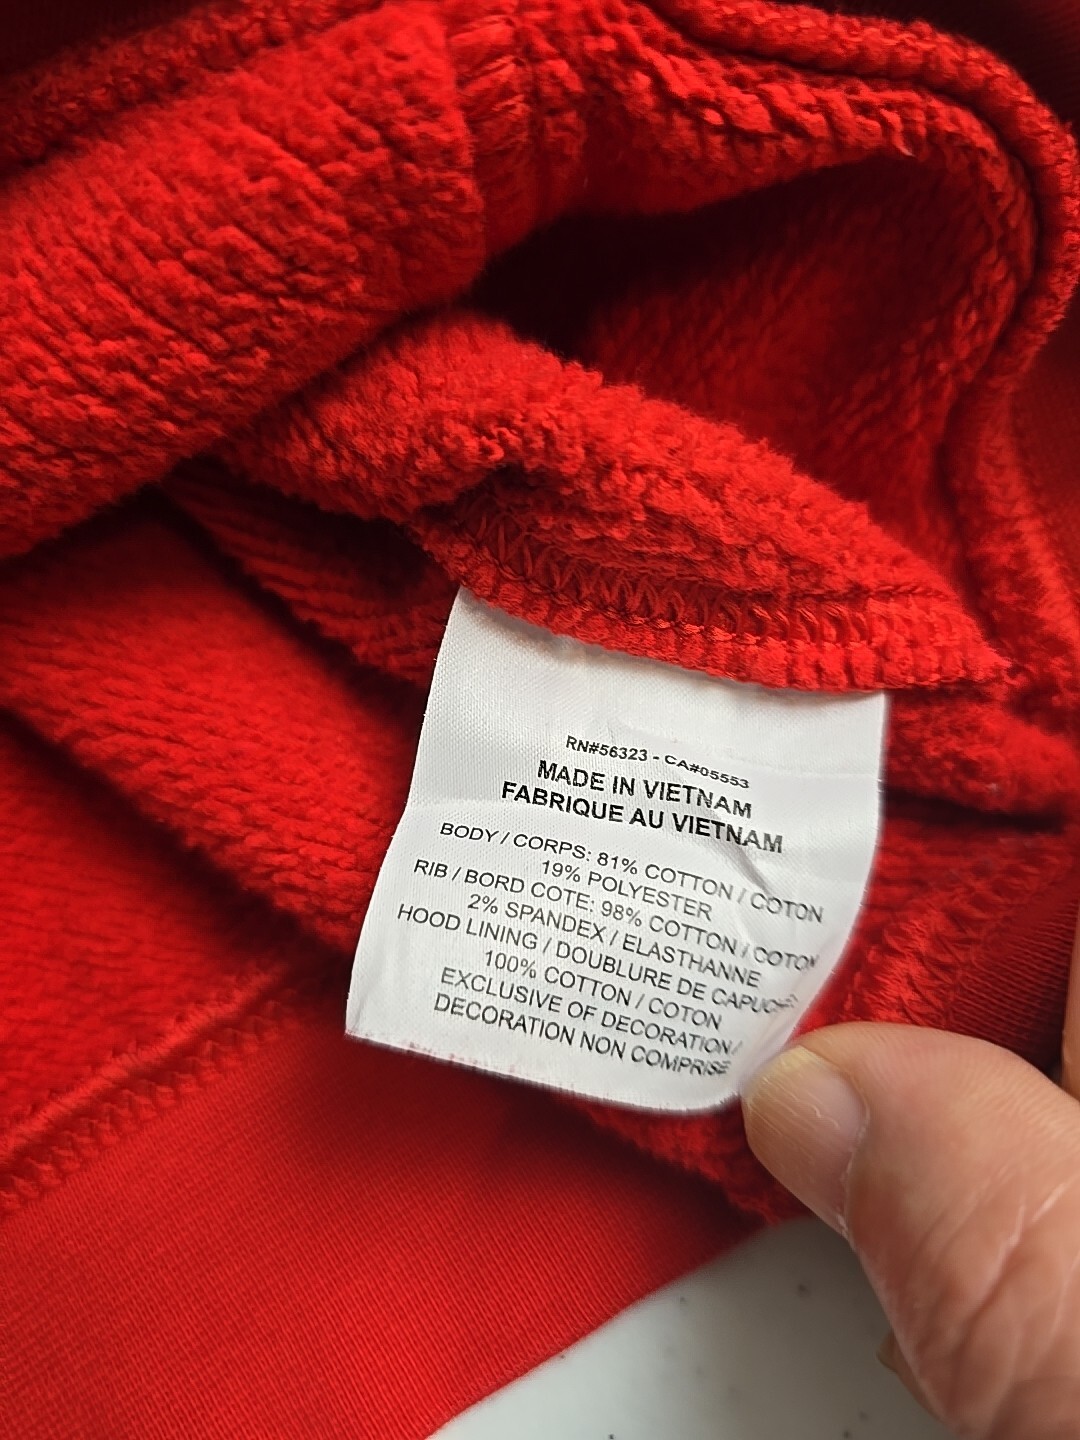 RN#56323 - CA#05553
MADE IN VIETNAM
FABRIQUE AU VIETNAM
BODY / CORPS: 81% COTTON / COTON
19% POLYESTER
RIB / BORD COTE: 98% COTTON / COTON
2% SPANDEX / ELASTHANNE
HOOD LINING / DOUBLURE DE CAPUCHE:
100% COTTON / COTON
EXCLUSIVE OF DECORATION/
DECORATION NON COMPRISE